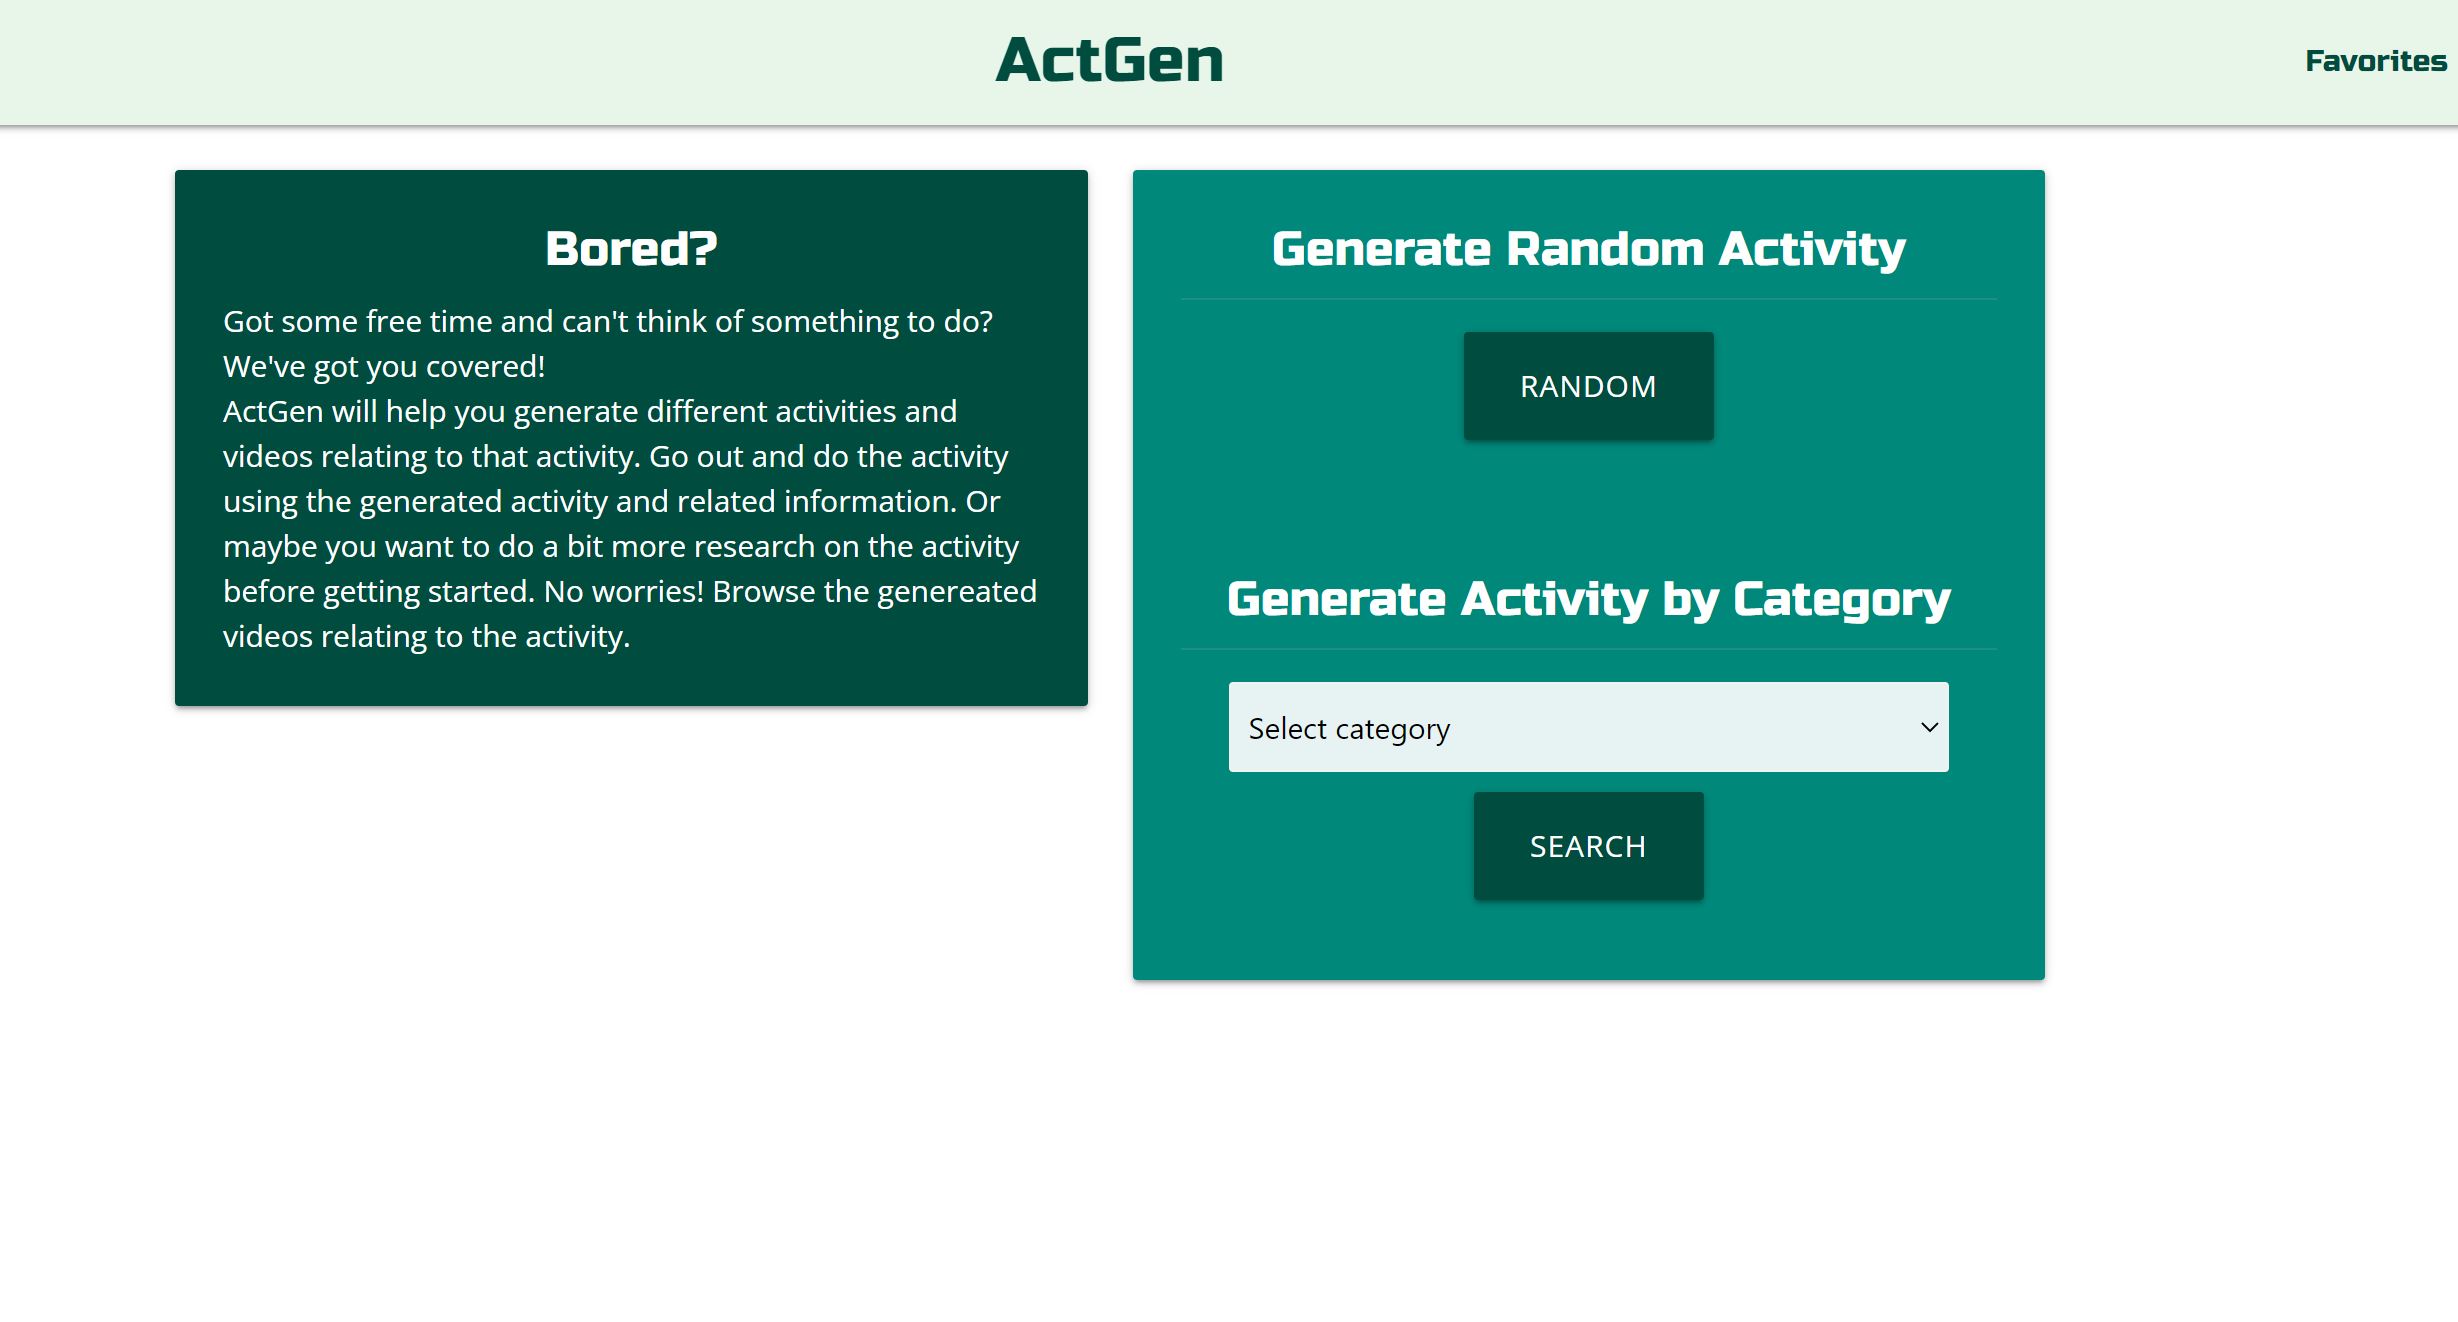 ActGen
Favorites
Bored?
Got some free time and can't think of something to do?
We've got you covered!
ActGen will help you generate different activities and
videos relating to that activity. Go out and do the activity
using the generated activity and related information. Or
maybe you want to do a bit more research on the activity
before getting started. No worries! Browse the genereated
videos relating to the activity.
Generate Random Activity
RANDOM
Generate Activity by Category
Select category
SEARCH